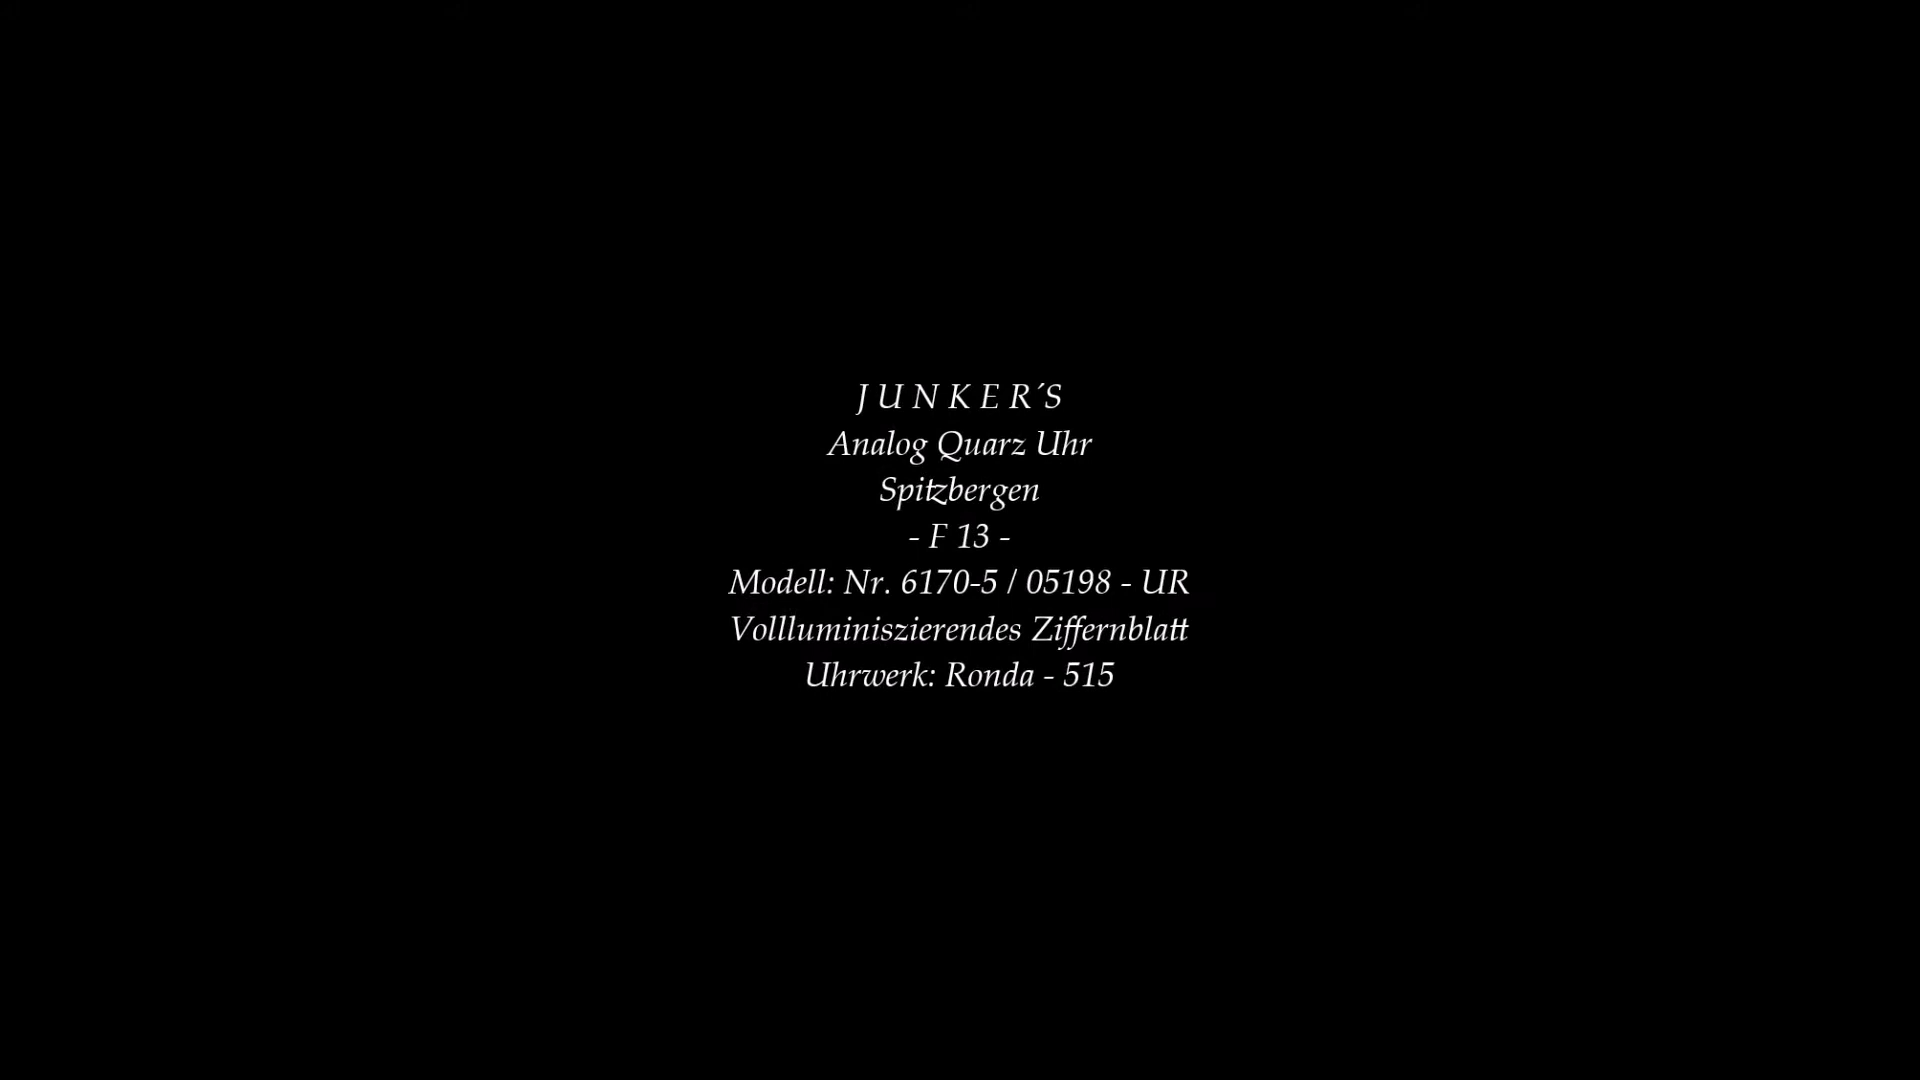 J U N K E R´S
Analog Quarz Uhr
Spitzbergen
- F 13 -
Modell: Nr. 6170-5 / 05198 - UR
Vollluminiszierendes Ziffernblatt
Uhrwerk: Ronda - 515